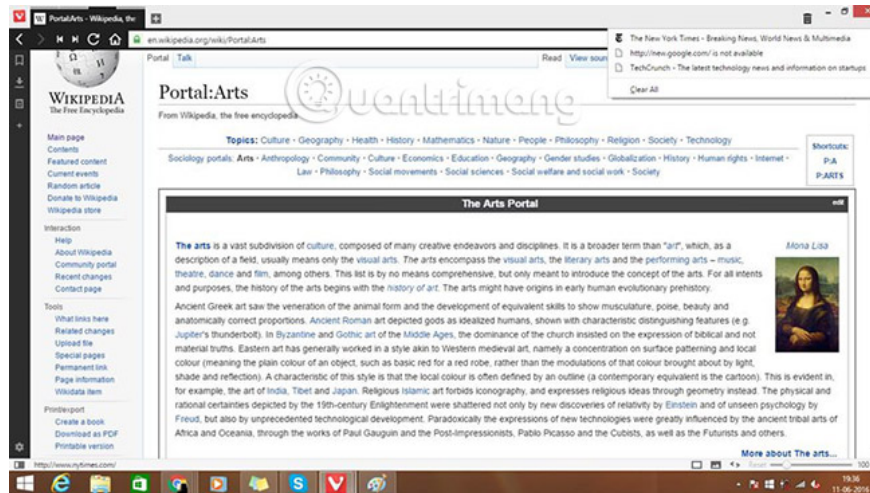 Portal:Arts - Wikipedia, the
en.wikipedia.org/wiki/Portal:Arts
The New York Times - Breaking News, World News & Multimedia
http://new.google.com/ is not available
TechCrunch - The latest technology news and information on startups
Clear All
WIKIPEDIA
The Free Encyclopedia
Main page
Contents
Featured content
Current events
Random article
Donate to Wikipedia
Wikipedia store
Interaction
Help
About Wikipedia
Community portal
Recent changes
Contact page
Tools
What links here
Related changes
Upload file
Special pages
Permanent link
Page information
Wikidata item
Print/export
Create a book
Download as PDF
Printable version
Portal Talk
Read View sour
Portal:Arts
Quantrimang
From Wikipedia, the free encyclopedia
Topics: Culture · Geography · Health · History · Mathematics · Nature · People · Philosophy · Religion · Society · Technology
Sociology portals: Arts · Anthropology · Community · Culture · Economics · Education · Geography · Gender studies · Globalization · History · Human rights · Internet ·
Law · Philosophy · Social movements · Social sciences · Social welfare and social work · Society
Shortcuts:
P:A
P:ARTS
The Arts Portal
edit
The arts is a vast subdivision of culture, composed of many creative endeavors and disciplines. It is a broader term than "art", which, as a
description of a field, usually means only the visual arts. The arts encompass the visual arts, the literary arts and the performing arts – music,
theatre, dance and film, among others. This list is by no means comprehensive, but only meant to introduce the concept of the arts. For all intents
and purposes, the history of the arts begins with the history of art. The arts might have origins in early human evolutionary prehistory.
Mona Lisa
Ancient Greek art saw the veneration of the animal form and the development of equivalent skills to show musculature, poise, beauty and
anatomically correct proportions. Ancient Roman art depicted gods as idealized humans, shown with characteristic distinguishing features (e.g.
Jupiter's thunderbolt). In Byzantine and Gothic art of the Middle Ages, the dominance of the church insisted on the expression of biblical and not
material truths. Eastern art has generally worked in a style akin to Western medieval art, namely a concentration on surface patterning and local
colour (meaning the plain colour of an object, such as basic red for a red robe, rather than the modulations of that colour brought about by light,
shade and reflection). A characteristic of this style is that the local colour is often defined by an outline (a contemporary equivalent is the cartoon). This is evident in,
for example, the art of India, Tibet and Japan. Religious Islamic art forbids iconography, and expresses religious ideas through geometry instead. The physical and
rational certainties depicted by the 19th-century Enlightenment were shattered not only by new discoveries of relativity by Einstein and of unseen psychology by
Freud, but also by unprecedented technological development. Paradoxically the expressions of new technologies were greatly influenced by the ancient tribal arts of
Africa and Oceania, through the works of Paul Gauguin and the Post-Impressionists, Pablo Picasso and the Cubists, as well as the Futurists and others.
More about The arts...
http://www.nytimes.com/
Reset
100
19:36
11-06-2016